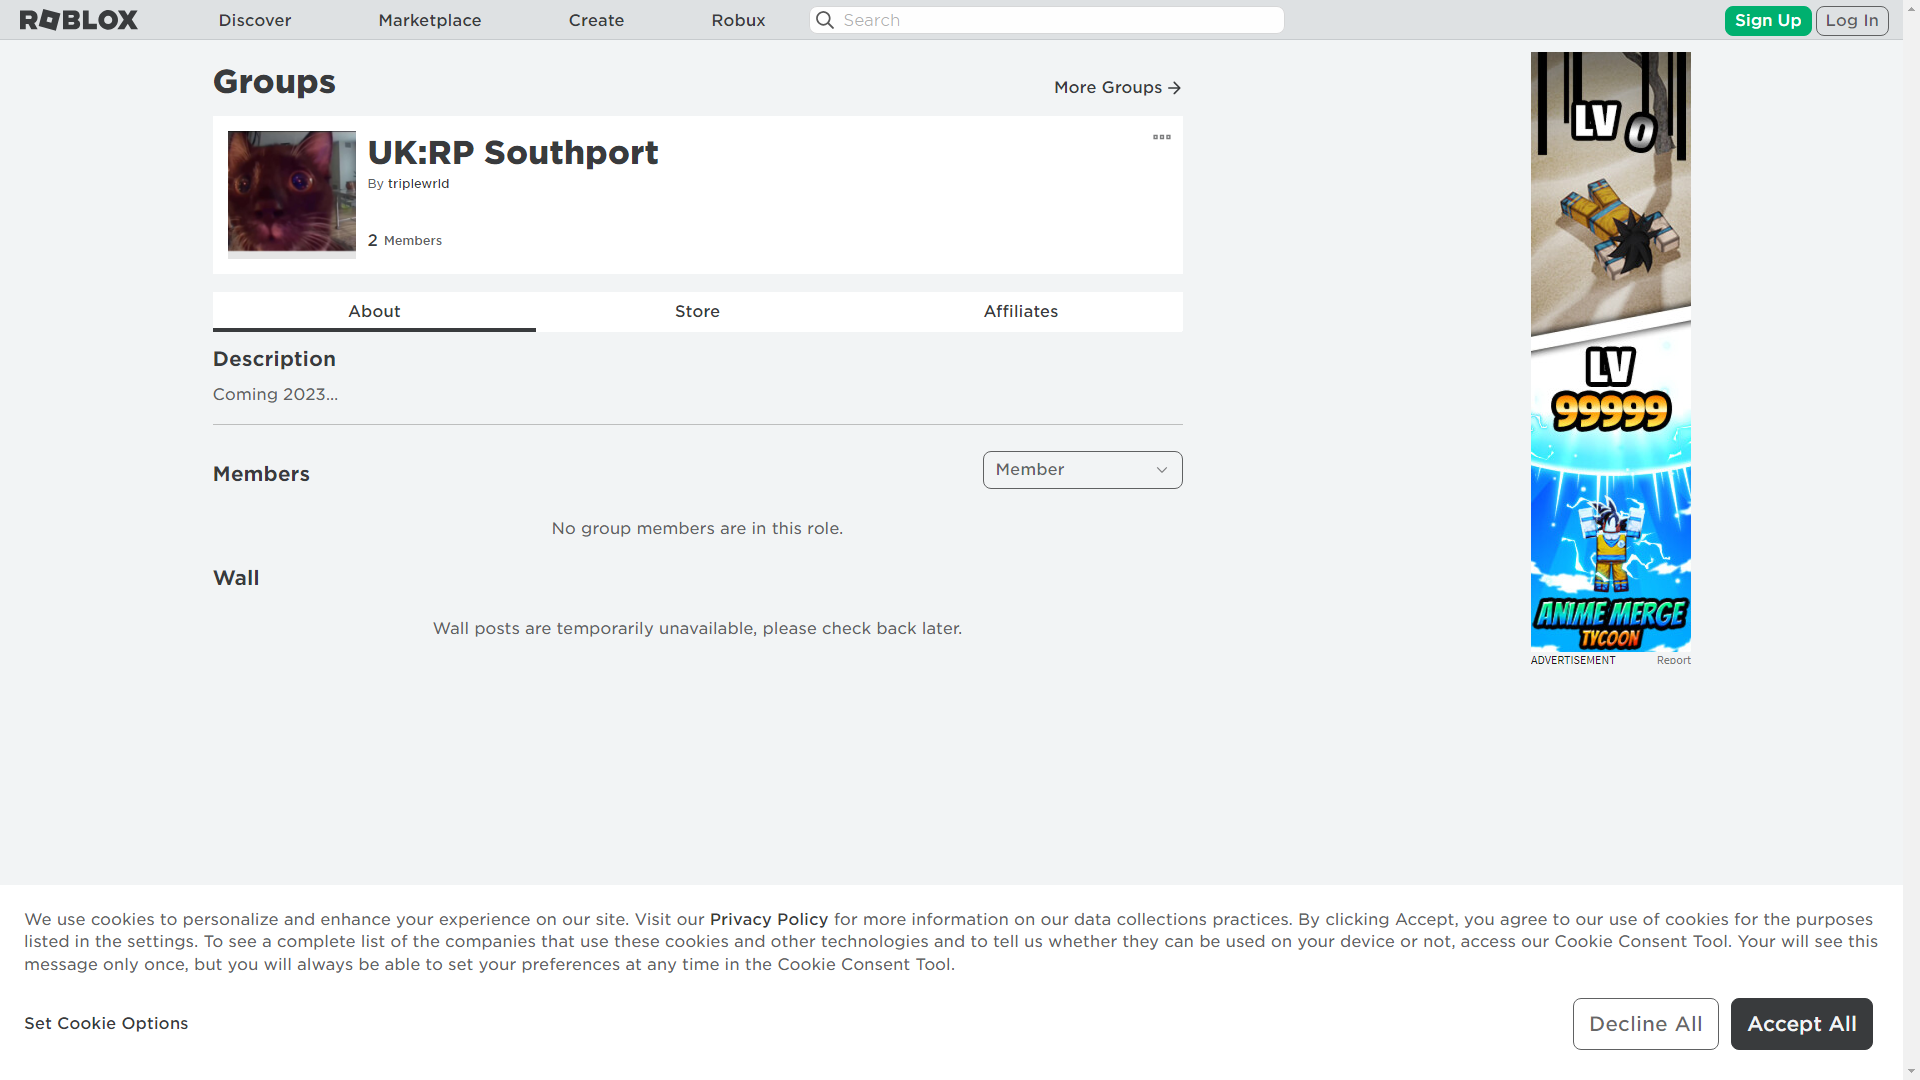 ROBLOX
Discover
Marketplace
Create
Robux
Search
Sign Up
Log In
Groups
More Groups
UK:RP Southport
By triplewrld
2 Members
About
Store
Affiliates
Description
Coming 2023...
Members
Member
No group members are in this role.
Wall
Wall posts are temporarily unavailable, please check back later.
LV 0
LV
99999
ANIME MERGE
TYCOON
ADVERTISEMENT
Report
We use cookies to personalize and enhance your experience on our site. Visit our Privacy Policy for more information on our data collections practices. By clicking Accept, you agree to our use of cookies for the purposes
listed in the settings. To see a complete list of the companies that use these cookies and other technologies and to tell us whether they can be used on your device or not, access our Cookie Consent Tool. Your will see this
message only once, but you will always be able to set your preferences at any time in the Cookie Consent Tool.
Set Cookie Options
Decline All
Accept All